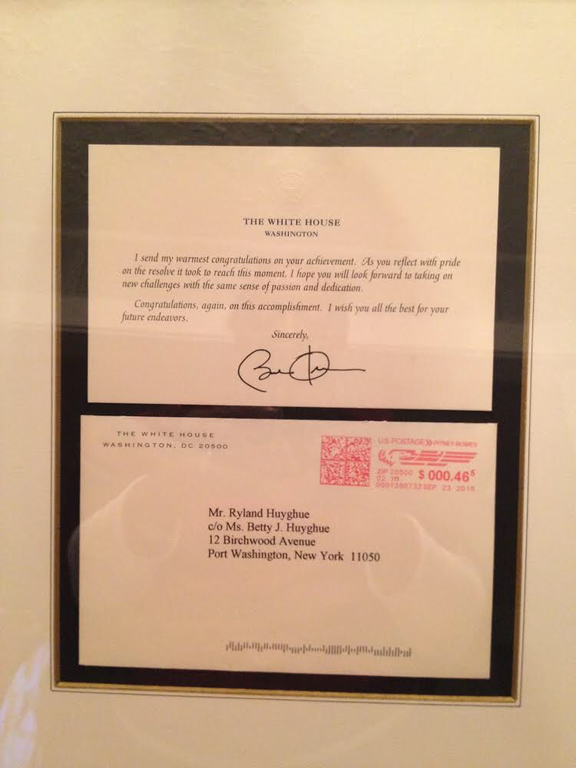 THE WHITE HOUSE
WASHINGTON
I send my warmest congratulations on your achievement. As you reflect with pride
on the resolve it took to reach this moment, I hope you will look forward to taking on
new challenges with the same sense of passion and dedication.
Congratulations, again, on this accomplishment. I wish you all the best for your
future endeavors.
Sincerely,
THE WHITE HOUSE
WASHINGTON, DC 20500
US POSTAGE PITNEY BOWES
ZIP 20500
02 1R
$ 000.46⁵
SEP 23 2016
Mr. Ryland Huyghue
c/o Ms. Betty J. Huyghue
12 Birchwood Avenue
Port Washington, New York 11050